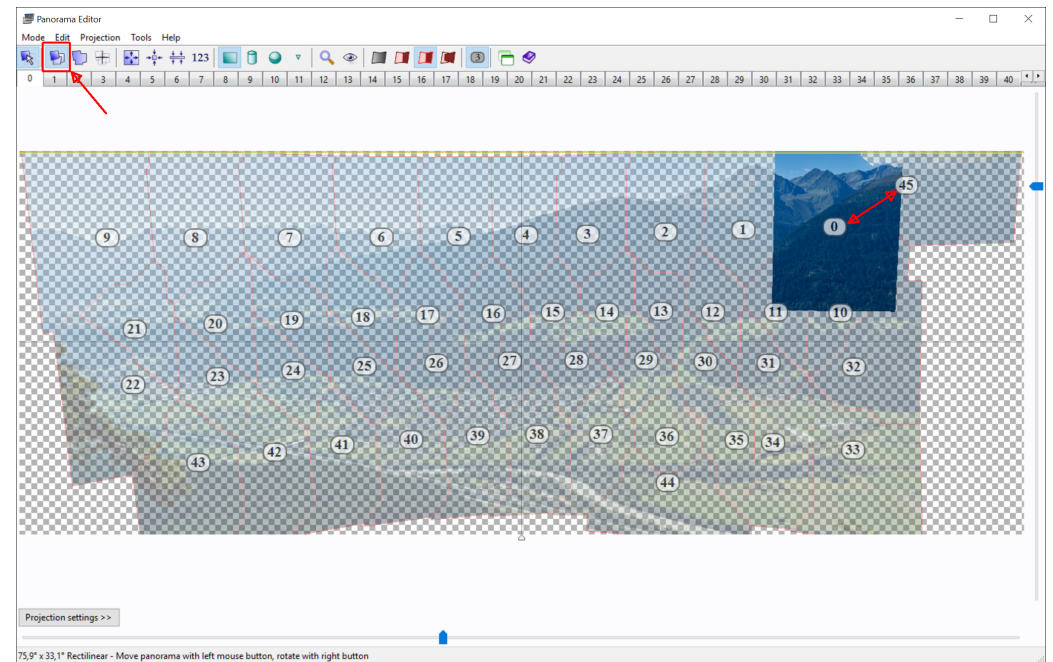 Panorama Editor
Mode Edit Projection Tools Help
123 3
0 1 3 4 5 6 7 8 9 10 11 12 13 14 15 16 17 18 19 20 21 22 23 24 25 26 27 28 29 30 31 32 33 34 35 36 37 38 39 40
45
0
9 8 7 6 5 4 3 2 1
21 20 19 18 17 16 15 14 13 12 11 10
22 23 24 25 26 27 28 29 30 31 32
43 42 41 40 39 38 37 36 35 34 33
44
Projection settings >>
75,9° x 33,1° Rectilinear - Move panorama with left mouse button, rotate with right button